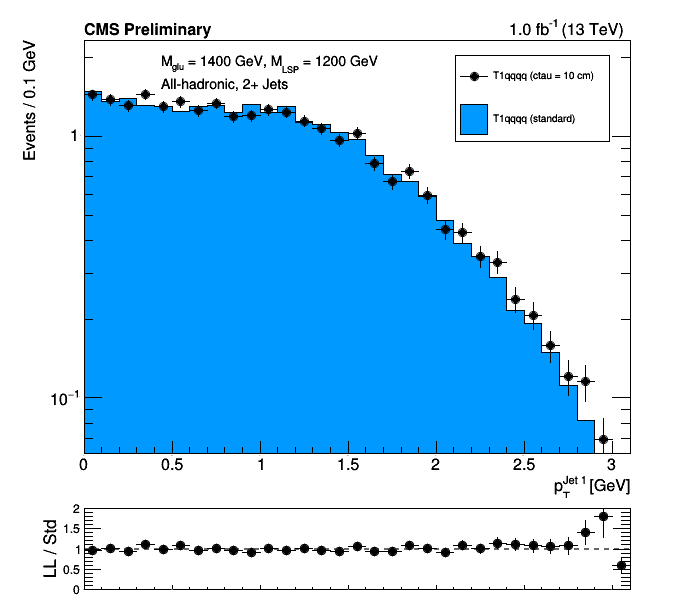 CMS Preliminary 1.0 fb⁻¹ (13 TeV)
M_glu = 1400 GeV, M_LSP = 1200 GeV
All-hadronic, 2+ Jets
T1qqqq (ctau = 10 cm)
T1qqqq (standard)
Events / 0.1 GeV
1
10⁻¹
0 0.5 1 1.5 2 2.5 3
p_T^Jet 1 [GeV]
LL / Std
2
1.5
1
0.5
0